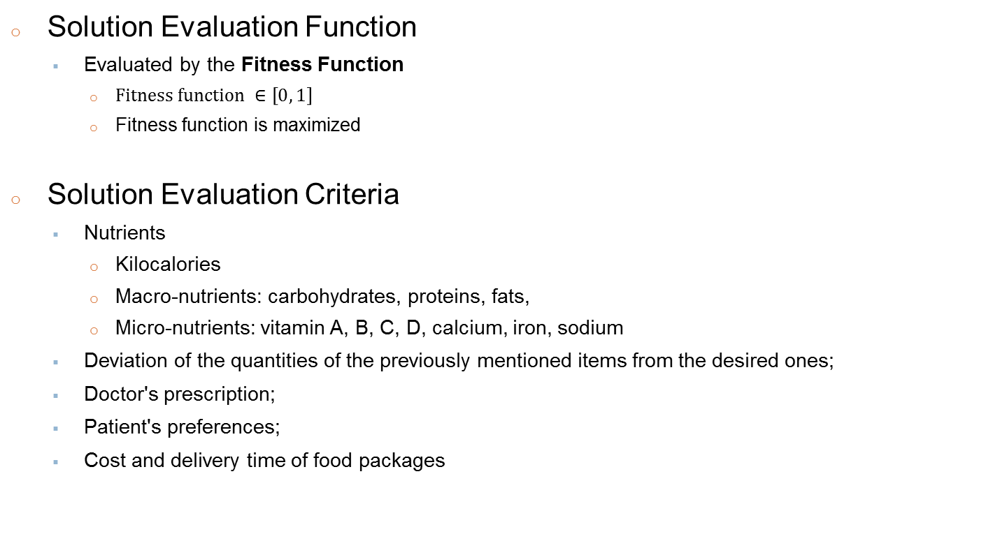 Solution Evaluation Function
Evaluated by the Fitness Function
Fitness function ∈ [0, 1]
Fitness function is maximized
Solution Evaluation Criteria
Nutrients
Kilocalories
Macro-nutrients: carbohydrates, proteins, fats,
Micro-nutrients: vitamin A, B, C, D, calcium, iron, sodium
Deviation of the quantities of the previously mentioned items from the desired ones;
Doctor's prescription;
Patient's preferences;
Cost and delivery time of food packages